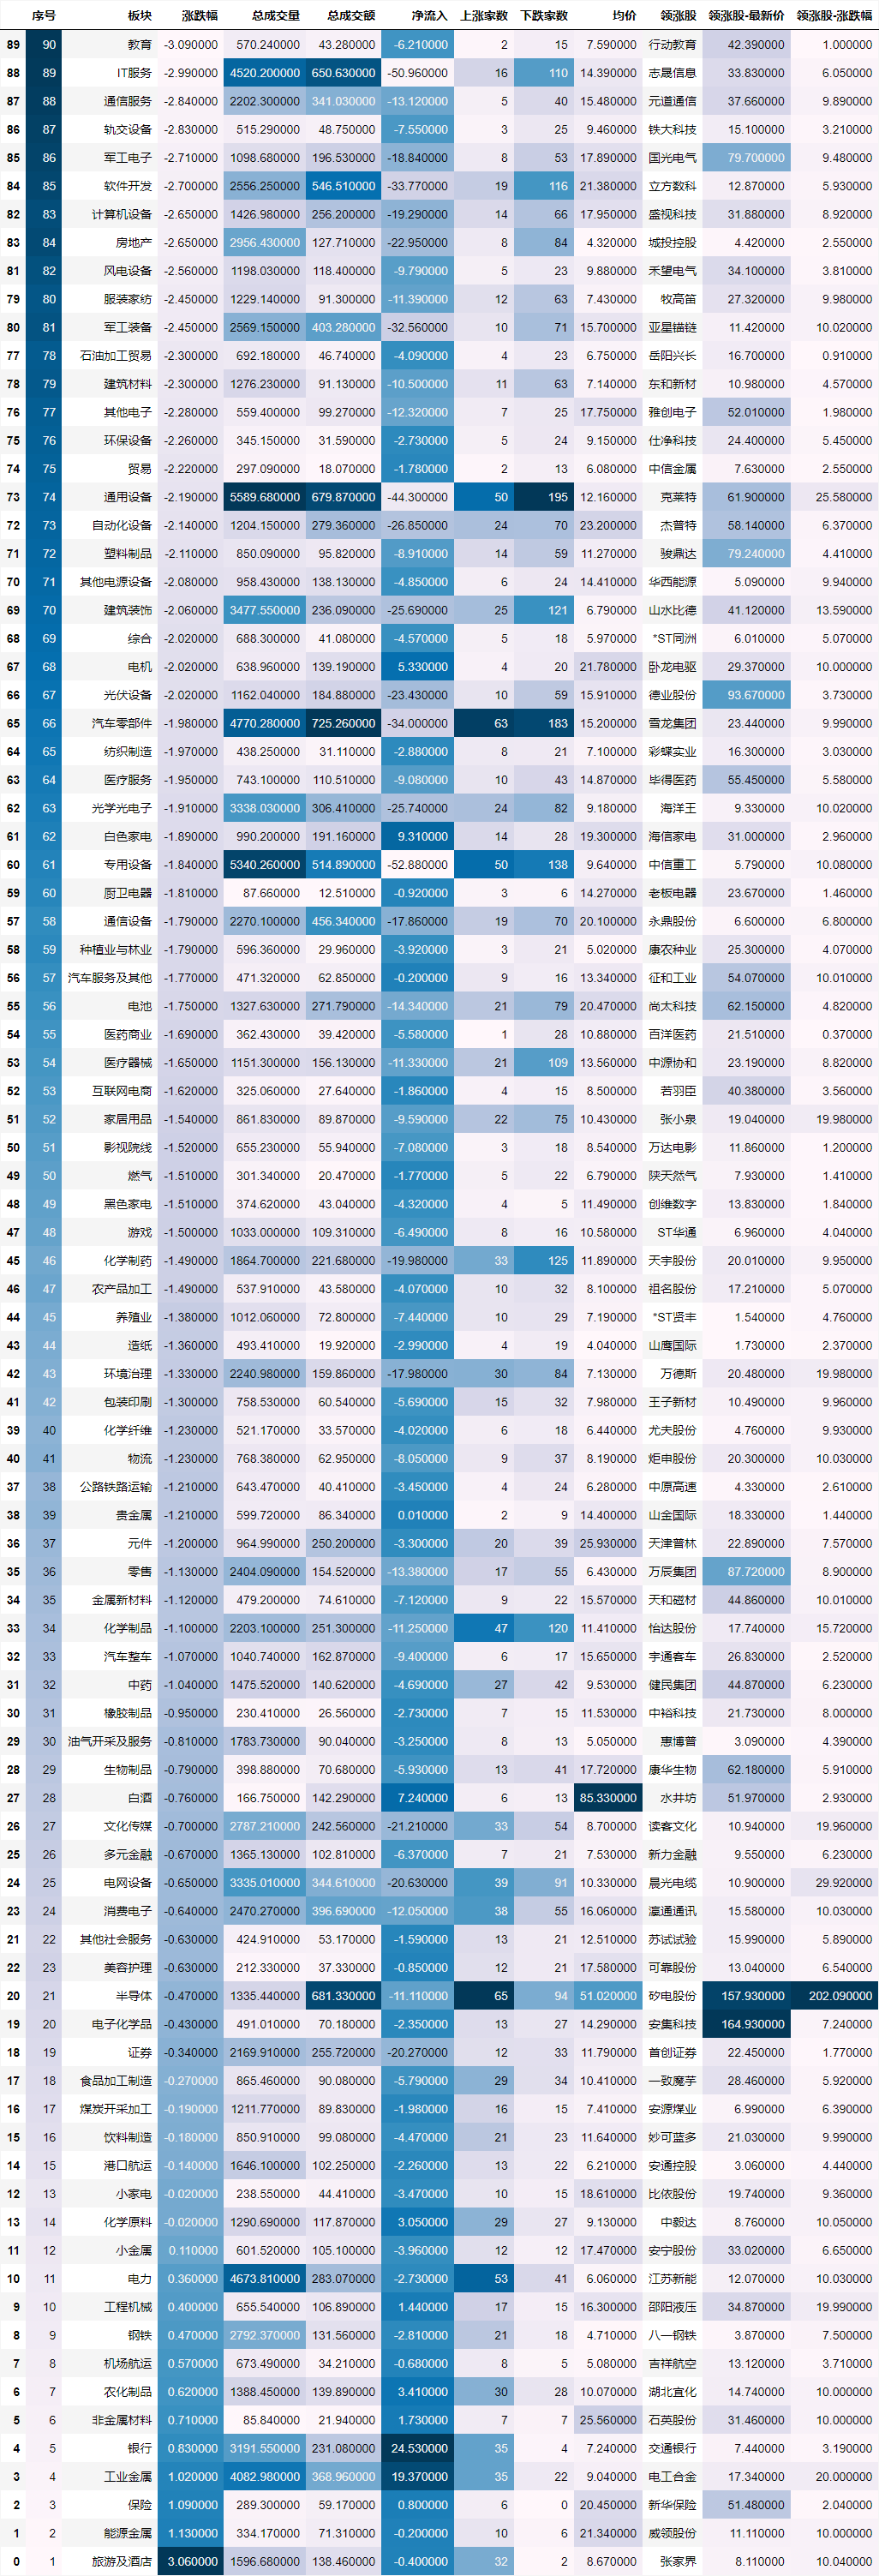 序号 板块 涨跌幅 总成交量 总成交额 净流入 上涨家数 下跌家数 均价 领涨股 领涨股-最新价 领涨股-涨跌幅
89 90 教育 -3.090000 570.240000 43.280000 -6.210000 2 15 7.590000 行动教育 42.390000 1.000000
88 89 IT服务 -2.990000 4520.200000 650.630000 -50.960000 16 110 14.390000 志晟信息 33.830000 6.050000
87 88 通信服务 -2.840000 2202.300000 341.030000 -13.120000 5 40 15.480000 元道通信 37.660000 9.890000
86 87 轨交设备 -2.830000 515.290000 48.750000 -7.550000 3 25 9.460000 铁大科技 15.100000 3.210000
85 86 军工电子 -2.710000 1098.680000 196.530000 -18.840000 8 53 17.890000 国光电气 79.700000 9.480000
84 85 软件开发 -2.700000 2556.250000 546.510000 -33.770000 19 116 21.380000 立方数科 12.870000 5.930000
82 83 计算机设备 -2.650000 1426.980000 256.200000 -19.290000 14 66 17.950000 盛视科技 31.880000 8.920000
83 84 房地产 -2.650000 2956.430000 127.710000 -22.950000 8 84 4.320000 城投控股 4.420000 2.550000
81 82 风电设备 -2.560000 1198.030000 118.400000 -9.790000 5 23 9.880000 禾望电气 34.100000 3.810000
79 80 服装家纺 -2.450000 1229.140000 91.300000 -11.390000 12 63 7.430000 牧高笛 27.320000 9.980000
80 81 军工装备 -2.450000 2569.150000 403.280000 -32.560000 10 71 15.700000 亚星锚链 11.420000 10.020000
77 78 石油加工贸易 -2.300000 692.180000 46.740000 -4.090000 4 23 6.750000 岳阳兴长 16.700000 0.910000
78 79 建筑材料 -2.300000 1276.230000 91.130000 -10.500000 11 63 7.140000 东和新材 10.980000 4.570000
76 77 其他电子 -2.280000 559.400000 99.270000 -12.320000 7 25 17.750000 雅创电子 52.010000 1.980000
75 76 环保设备 -2.260000 345.150000 31.590000 -2.730000 5 24 9.150000 仕净科技 24.400000 5.450000
74 75 贸易 -2.220000 297.090000 18.070000 -1.780000 2 13 6.080000 中信金属 7.630000 2.550000
73 74 通用设备 -2.190000 5589.680000 679.870000 -44.300000 50 195 12.160000 克莱特 61.900000 25.580000
72 73 自动化设备 -2.140000 1204.150000 279.360000 -26.850000 24 70 23.200000 杰普特 58.140000 6.370000
71 72 塑料制品 -2.110000 850.090000 95.820000 -8.910000 14 59 11.270000 骏鼎达 79.240000 4.410000
70 71 其他电源设备 -2.080000 958.430000 138.130000 -4.850000 6 24 14.410000 华西能源 5.090000 9.940000
69 70 建筑装饰 -2.060000 3477.550000 236.090000 -25.690000 25 121 6.790000 山水比德 41.120000 13.590000
68 69 综合 -2.020000 688.300000 41.080000 -4.570000 5 18 5.970000 *ST同洲 6.010000 5.070000
67 68 电机 -2.020000 638.960000 139.190000 5.330000 4 20 21.780000 卧龙电驱 29.370000 10.000000
66 67 光伏设备 -2.020000 1162.040000 184.880000 -23.430000 10 59 15.910000 德业股份 93.670000 3.730000
65 66 汽车零部件 -1.980000 4770.280000 725.260000 -34.000000 63 183 15.200000 雪龙集团 23.440000 9.990000
64 65 纺织制造 -1.970000 438.250000 31.110000 -2.880000 8 21 7.100000 彩蝶实业 16.300000 3.030000
63 64 医疗服务 -1.950000 743.100000 110.510000 -9.080000 10 43 14.870000 毕得医药 55.450000 5.580000
62 63 光学光电子 -1.910000 3338.030000 306.410000 -25.740000 24 82 9.180000 海洋王 9.330000 10.020000
61 62 白色家电 -1.890000 990.200000 191.160000 9.310000 14 28 19.300000 海信家电 31.000000 2.960000
60 61 专用设备 -1.840000 5340.260000 514.890000 -52.880000 50 138 9.640000 中信重工 5.790000 10.080000
59 60 厨卫电器 -1.810000 87.660000 12.510000 -0.920000 3 6 14.270000 老板电器 23.670000 1.460000
57 58 通信设备 -1.790000 2270.100000 456.340000 -17.860000 19 70 20.100000 永鼎股份 6.600000 6.800000
58 59 种植业与林业 -1.790000 596.360000 29.960000 -3.920000 3 21 5.020000 康农种业 25.300000 4.070000
56 57 汽车服务及其他 -1.770000 471.320000 62.850000 -0.200000 9 16 13.340000 征和工业 54.070000 10.010000
55 56 电池 -1.750000 1327.630000 271.790000 -14.340000 21 79 20.470000 尚太科技 62.150000 4.820000
54 55 医药商业 -1.690000 362.430000 39.420000 -5.580000 1 28 10.880000 百洋医药 21.510000 0.370000
53 54 医疗器械 -1.650000 1151.300000 156.130000 -11.330000 21 109 13.560000 中源协和 23.190000 8.820000
52 53 互联网电商 -1.620000 325.060000 27.640000 -1.860000 4 15 8.500000 若羽臣 40.380000 3.560000
51 52 家居用品 -1.540000 861.830000 89.870000 -9.590000 22 75 10.430000 张小泉 19.040000 19.980000
50 51 影视院线 -1.520000 655.230000 55.940000 -7.080000 3 18 8.540000 万达电影 11.860000 1.200000
49 50 燃气 -1.510000 301.340000 20.470000 -1.770000 5 22 6.790000 陕天然气 7.930000 1.410000
48 49 黑色家电 -1.510000 374.620000 43.040000 -4.320000 4 5 11.490000 创维数字 13.830000 1.840000
47 48 游戏 -1.500000 1033.000000 109.310000 -6.490000 8 16 10.580000 ST华通 6.960000 4.040000
45 46 化学制药 -1.490000 1864.700000 221.680000 -19.980000 33 125 11.890000 天宇股份 20.010000 9.950000
46 47 农产品加工 -1.490000 537.910000 43.580000 -4.070000 10 32 8.100000 祖名股份 17.210000 5.070000
44 45 养殖业 -1.380000 1012.060000 72.800000 -7.440000 10 29 7.190000 *ST贤丰 1.540000 4.760000
43 44 造纸 -1.360000 493.410000 19.920000 -2.990000 4 19 4.040000 山鹰国际 1.730000 2.370000
42 43 环境治理 -1.330000 2240.980000 159.860000 -17.980000 30 84 7.130000 万德斯 20.480000 19.980000
41 42 包装印刷 -1.300000 758.530000 60.540000 -5.690000 15 32 7.980000 王子新材 10.490000 9.960000
39 40 化学纤维 -1.230000 521.170000 33.570000 -4.020000 6 18 6.440000 尤夫股份 4.760000 9.930000
40 41 物流 -1.230000 768.380000 62.950000 -8.050000 9 37 8.190000 炬申股份 20.300000 10.030000
37 38 公路铁路运输 -1.210000 643.470000 40.410000 -3.450000 4 24 6.280000 中原高速 4.330000 2.610000
38 39 贵金属 -1.210000 599.720000 86.340000 0.010000 2 9 14.400000 山金国际 18.330000 1.440000
36 37 元件 -1.200000 964.990000 250.200000 -3.300000 20 39 25.930000 天津普林 22.890000 7.570000
35 36 零售 -1.130000 2404.090000 154.520000 -13.380000 17 55 6.430000 万辰集团 87.720000 8.900000
34 35 金属新材料 -1.120000 479.200000 74.610000 -7.120000 9 22 15.570000 天和磁材 44.860000 10.010000
33 34 化学制品 -1.100000 2203.100000 251.300000 -11.250000 47 120 11.410000 怡达股份 17.740000 15.720000
32 33 汽车整车 -1.070000 1040.740000 162.870000 -9.400000 6 17 15.650000 宇通客车 26.830000 2.520000
31 32 中药 -1.040000 1475.520000 140.620000 -4.690000 27 42 9.530000 健民集团 44.870000 6.230000
30 31 橡胶制品 -0.950000 230.410000 26.560000 -2.730000 7 15 11.530000 中裕科技 21.730000 8.000000
29 30 油气开采及服务 -0.810000 1783.730000 90.040000 -3.250000 8 13 5.050000 惠博普 3.090000 4.390000
28 29 生物制品 -0.790000 398.880000 70.680000 -5.930000 13 41 17.720000 康华生物 62.180000 5.910000
27 28 白酒 -0.760000 166.750000 142.290000 7.240000 6 13 85.330000 水井坊 51.970000 2.930000
26 27 文化传媒 -0.700000 2787.210000 242.560000 -21.210000 33 54 8.700000 读客文化 10.940000 19.960000
25 26 多元金融 -0.670000 1365.130000 102.810000 -6.370000 7 21 7.530000 新力金融 9.550000 6.230000
24 25 电网设备 -0.650000 3335.010000 344.610000 -20.630000 39 91 10.330000 晨光电缆 10.900000 29.920000
23 24 消费电子 -0.640000 2470.270000 396.690000 -12.050000 38 55 16.060000 瀛通通讯 15.580000 10.030000
21 22 其他社会服务 -0.630000 424.910000 53.170000 -1.590000 13 21 12.510000 苏试试验 15.990000 5.890000
22 23 美容护理 -0.630000 212.330000 37.330000 -0.850000 12 21 17.580000 可靠股份 13.040000 6.540000
20 21 半导体 -0.470000 1335.440000 681.330000 -11.110000 65 94 51.020000 矽电股份 157.930000 202.090000
19 20 电子化学品 -0.430000 491.010000 70.180000 -2.350000 13 27 14.290000 安集科技 164.930000 7.240000
18 19 证券 -0.340000 2169.910000 255.720000 -20.270000 12 33 11.790000 首创证券 22.450000 1.770000
17 18 食品加工制造 -0.270000 865.460000 90.080000 -5.790000 29 34 10.410000 一致魔芋 28.460000 5.920000
16 17 煤炭开采加工 -0.190000 1211.770000 89.830000 -1.980000 16 15 7.410000 安源煤业 6.990000 6.390000
15 16 饮料制造 -0.180000 850.910000 99.080000 -4.470000 21 23 11.640000 妙可蓝多 21.030000 9.990000
14 15 港口航运 -0.140000 1646.100000 102.250000 -2.260000 13 22 6.210000 安通控股 3.060000 4.440000
12 13 小家电 -0.020000 238.550000 44.410000 -3.470000 10 15 18.610000 比依股份 19.740000 9.360000
13 14 化学原料 -0.020000 1290.690000 117.870000 3.050000 29 27 9.130000 中毅达 8.760000 10.050000
11 12 小金属 0.110000 601.520000 105.100000 -3.960000 12 12 17.470000 安宁股份 33.020000 6.650000
10 11 电力 0.360000 4673.810000 283.070000 -2.730000 53 41 6.060000 江苏新能 12.070000 10.030000
9 10 工程机械 0.400000 655.540000 106.890000 1.440000 17 15 16.300000 邵阳液压 34.870000 19.990000
8 9 钢铁 0.470000 2792.370000 131.560000 -2.810000 21 18 4.710000 八一钢铁 3.870000 7.500000
7 8 机场航运 0.570000 673.490000 34.210000 -0.680000 8 5 5.080000 吉祥航空 13.120000 3.710000
6 7 农化制品 0.620000 1388.450000 139.890000 3.410000 30 28 10.070000 湖北宜化 14.740000 10.000000
5 6 非金属材料 0.710000 85.840000 21.940000 1.730000 7 7 25.560000 石英股份 31.460000 10.000000
4 5 银行 0.830000 3191.550000 231.080000 24.530000 35 4 7.240000 交通银行 7.440000 3.190000
3 4 工业金属 1.020000 4082.980000 368.960000 19.370000 35 22 9.040000 电工合金 17.340000 20.000000
2 3 保险 1.090000 289.300000 59.170000 0.800000 6 0 20.450000 新华保险 51.480000 2.040000
1 2 能源金属 1.130000 334.170000 71.310000 -0.200000 10 6 21.340000 威领股份 11.110000 10.000000
0 1 旅游及酒店 3.060000 1596.680000 138.460000 -0.400000 32 2 8.670000 张家界 8.110000 10.040000